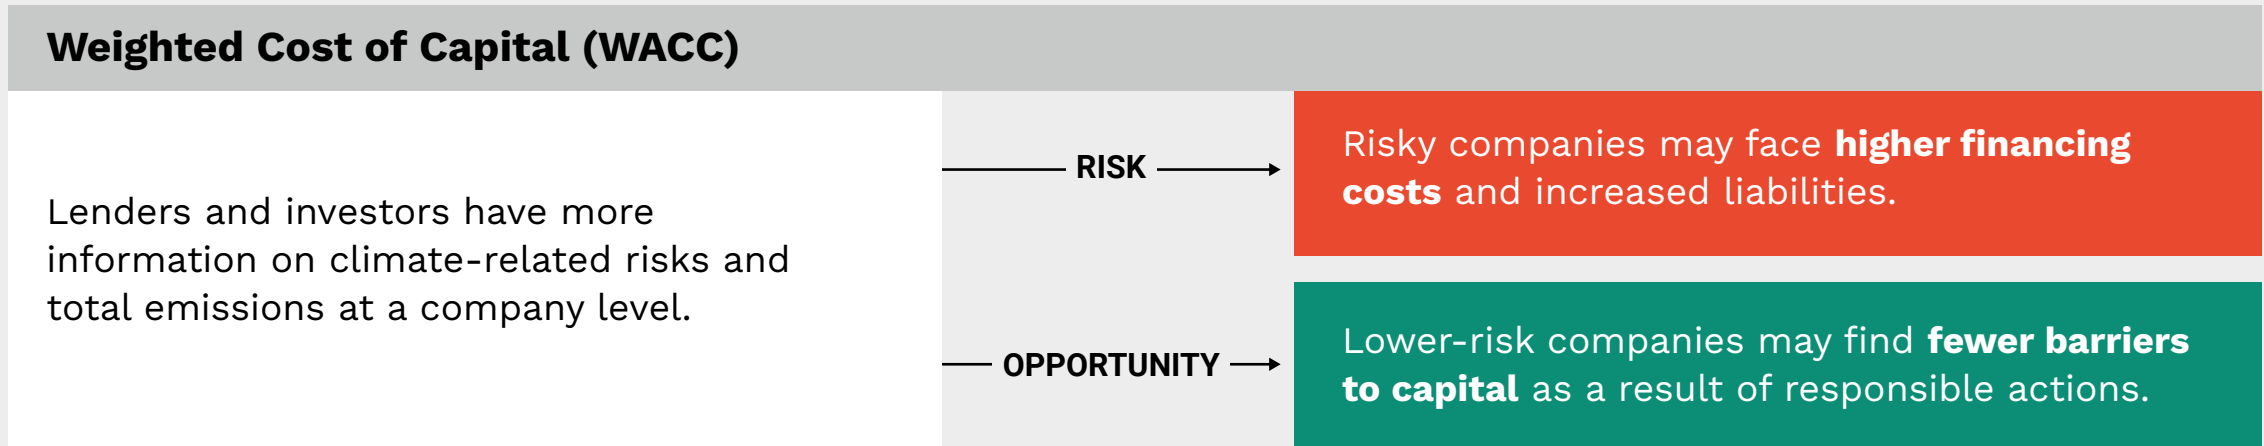 Weighted Cost of Capital (WACC)
Lenders and investors have more
information on climate-related risks and
total emissions at a company level.
RISK
Risky companies may face higher financing
costs and increased liabilities.
OPPORTUNITY
Lower-risk companies may find fewer barriers
to capital as a result of responsible actions.